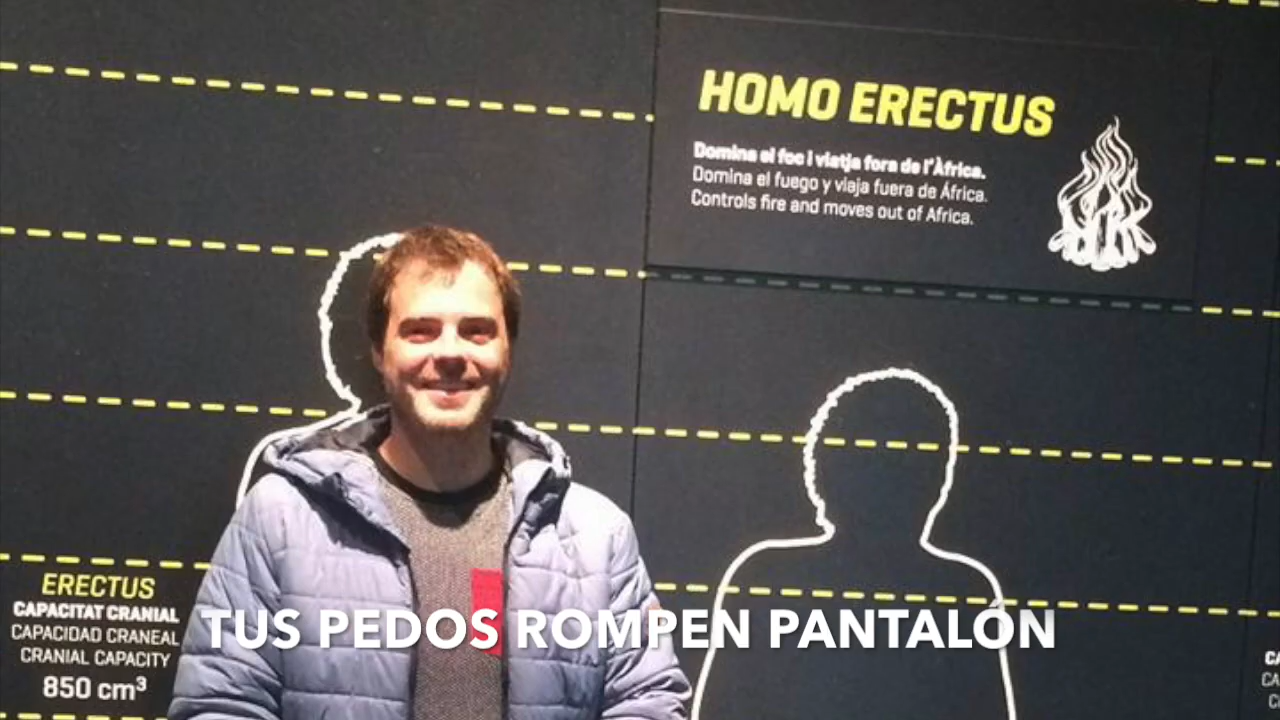 HOMO ERECTUS
Domina el foc i viatja fora de l'Àfrica.
Domina el fuego y viaja fuera de África.
Controls fire and moves out of Africa.
ERECTUS
CAPACITAT CRANIAL
CAPACIDAD CRANEAL
CRANIAL CAPACITY
850 cm³
TUS PEDOS ROMPEN PANTALÓN